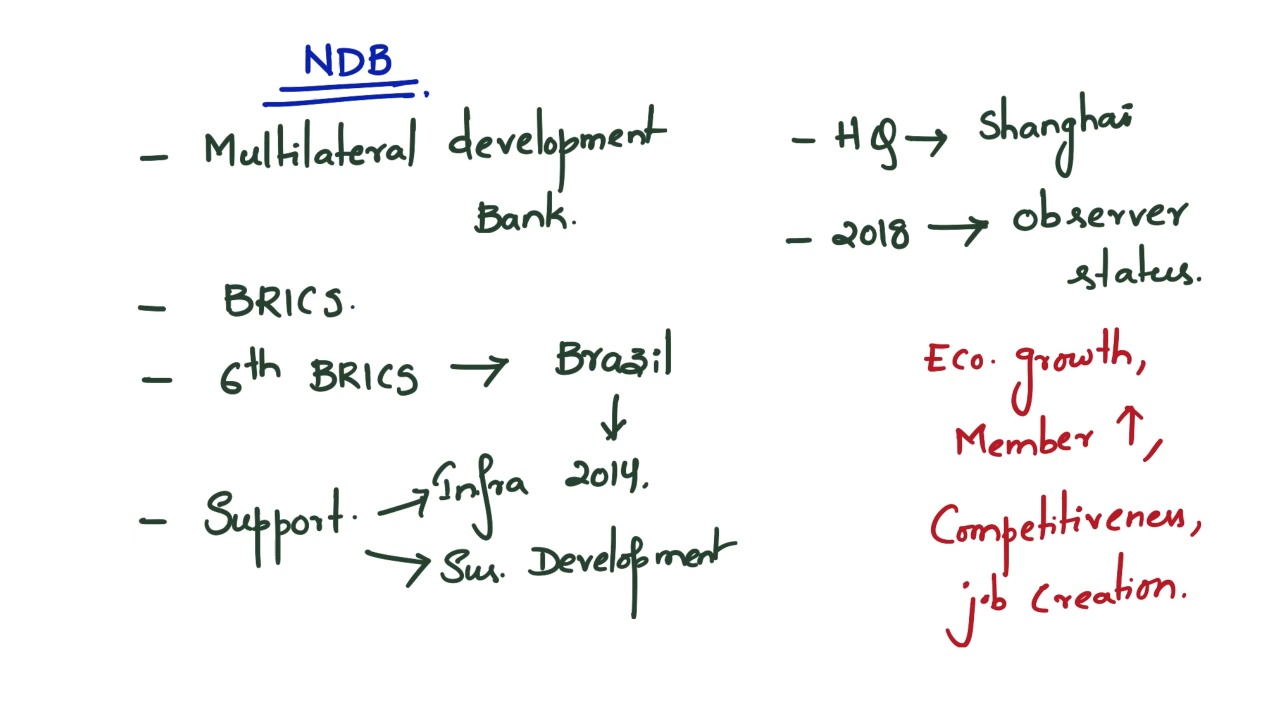 NDB.
- Multilateral development
Bank.
- BRICS.
- 6th BRICS → Brazil
↓
2014.
- Support. → Infra
→ Sus. Development
- HQ → Shanghai
- 2018 → observer
status.
Eco. growth,
Member ↑,
Competitiveness,
job creation.